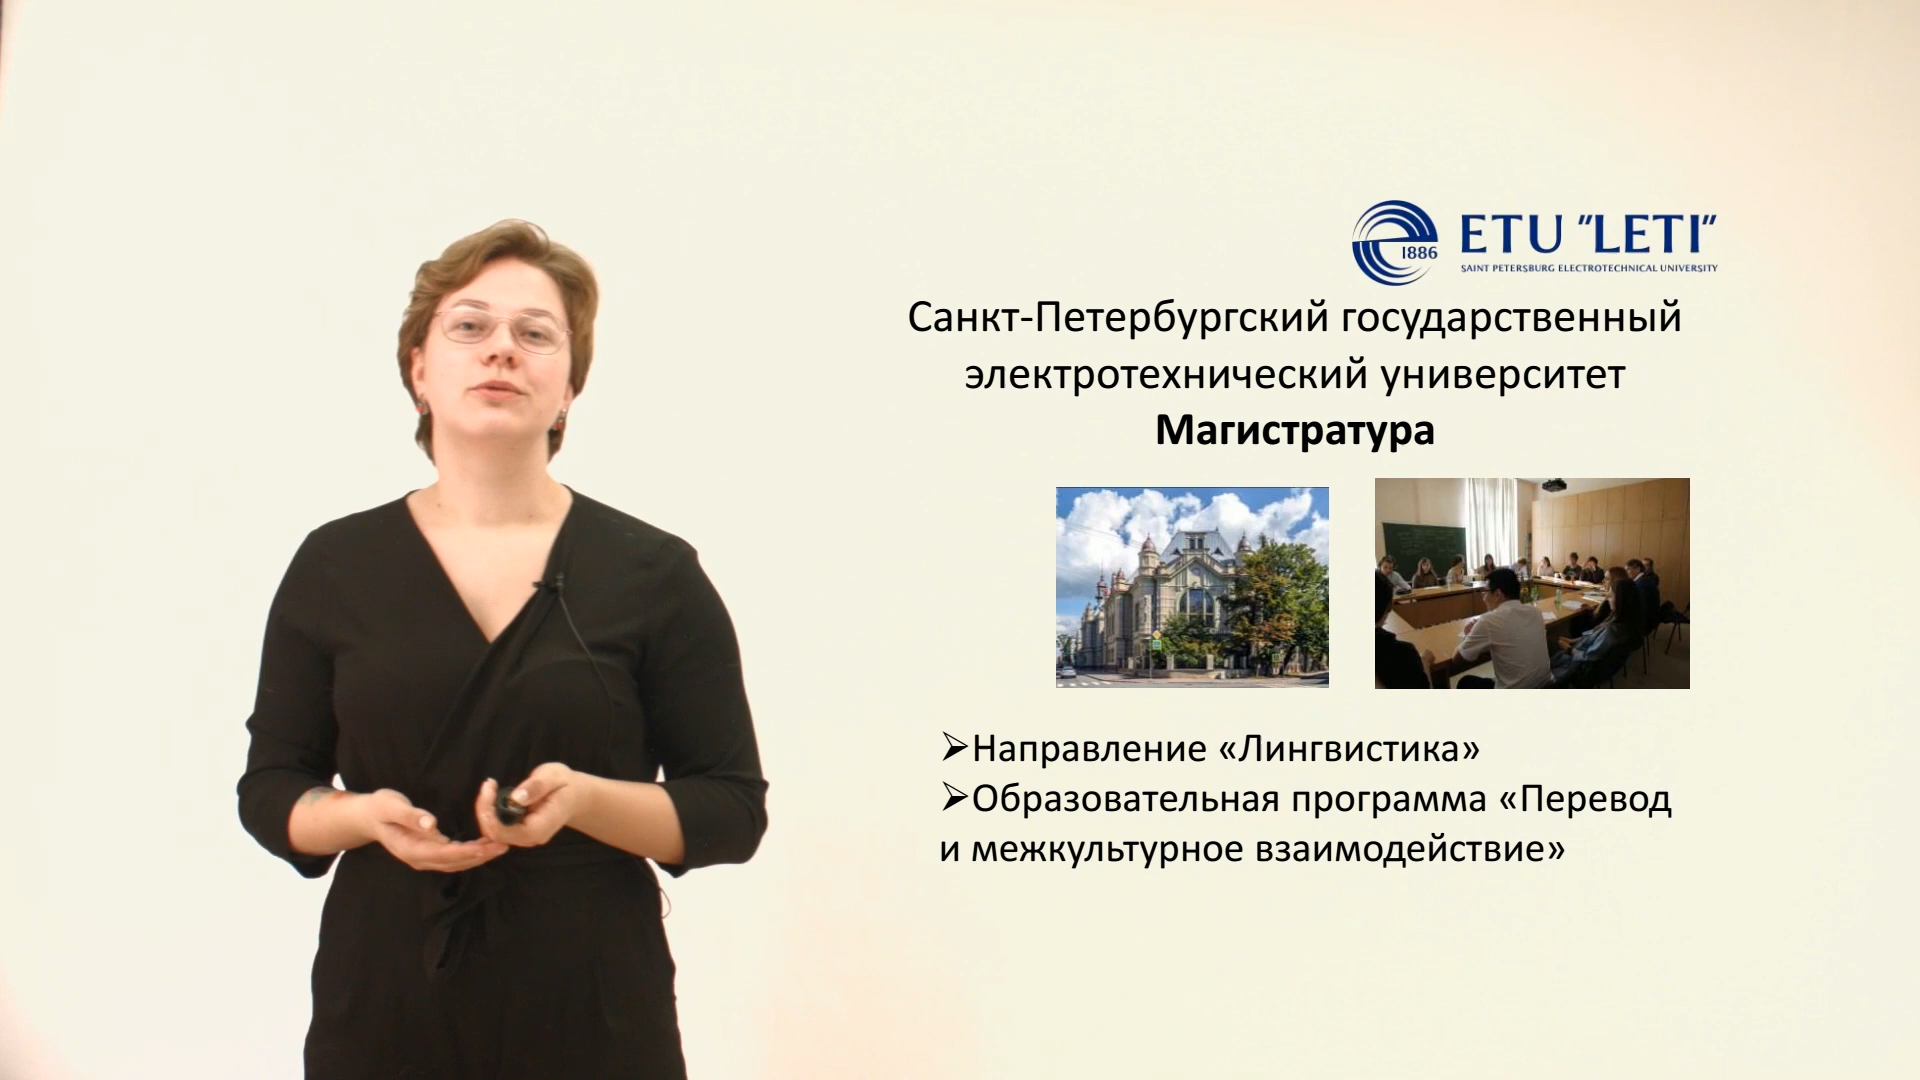 1886
ETU "LETI"
SAINT PETERSBURG ELECTROTECHNICAL UNIVERSITY
Санкт-Петербургский государственный
электротехнический университет
Магистратура
➢Направление «Лингвистика»
➢Образовательная программа «Перевод
и межкультурное взаимодействие»